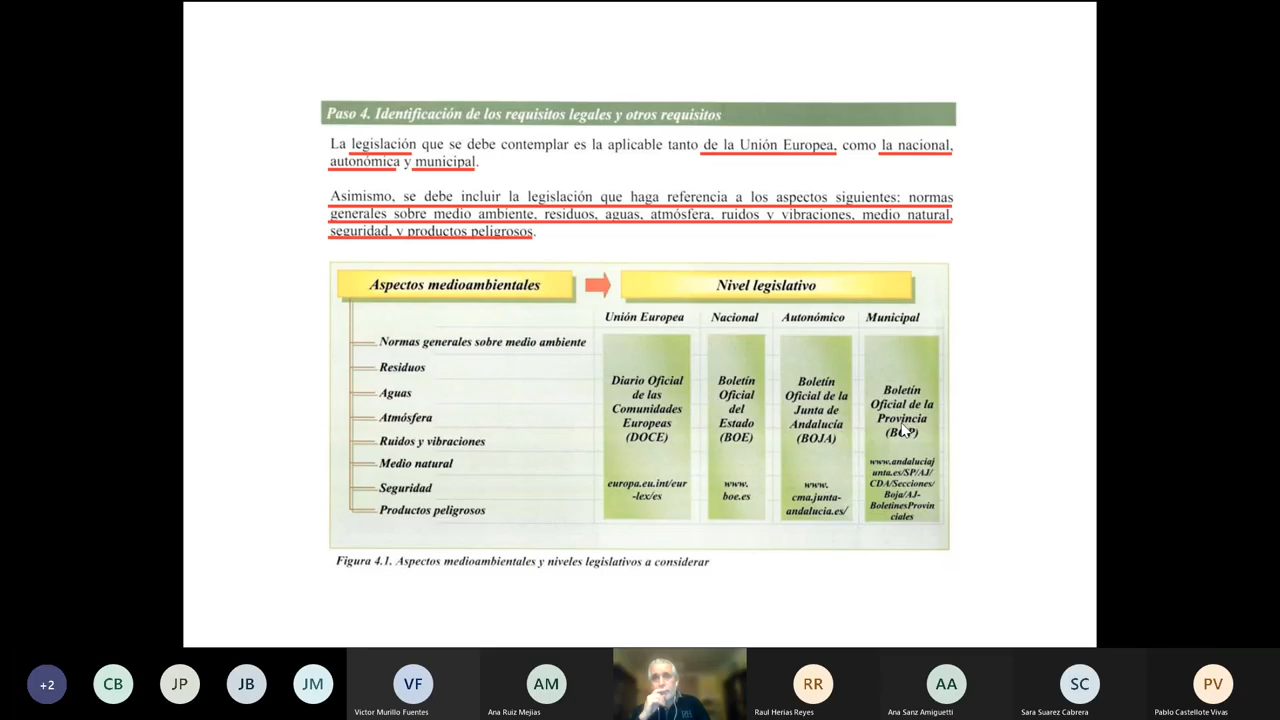 Paso 4. Identificación de los requisitos legales y otros requisitos
La legislación que se debe contemplar es la aplicable tanto de la Unión Europea, como la nacional,
autonómica y municipal.
Asimismo, se debe incluir la legislación que haga referencia a los aspectos siguientes: normas
generales sobre medio ambiente, residuos, aguas, atmósfera, ruidos y vibraciones, medio natural,
seguridad, y productos peligrosos.
Aspectos medioambientales
Nivel legislativo
Unión Europea
Nacional
Autonómico
Municipal
Normas generales sobre medio ambiente
Residuos
Aguas
Atmósfera
Ruidos y vibraciones
Medio natural
Seguridad
Productos peligrosos
Diario Oficial
de las
Comunidades
Europeas
(DOCE)
europa.eu.int/eur
-lex/es
Boletín
Oficial
del
Estado
(BOE)
www.
boe.es
Boletín
Oficial de la
Junta de
Andalucía
(BOJA)
www.
cma.junta-
andalucia.es/
Boletín
Oficial de la
Provincia
(BOP)
www.andaluciaj
unta.es/SP/AJ/
CDA/Secciones/
Boja/AJ-
BoletinesProvin
ciales
Figura 4.1. Aspectos medioambientales y niveles legislativos a considerar
+2
CB
JP
JB
JM
VF
Victor Murillo Fuentes
AM
Ana Ruiz Mejias
RR
Raul Herias Reyes
AA
Ana Sanz Amiguetti
SC
Sara Suarez Cabrera
PV
Pablo Castellote Vivas